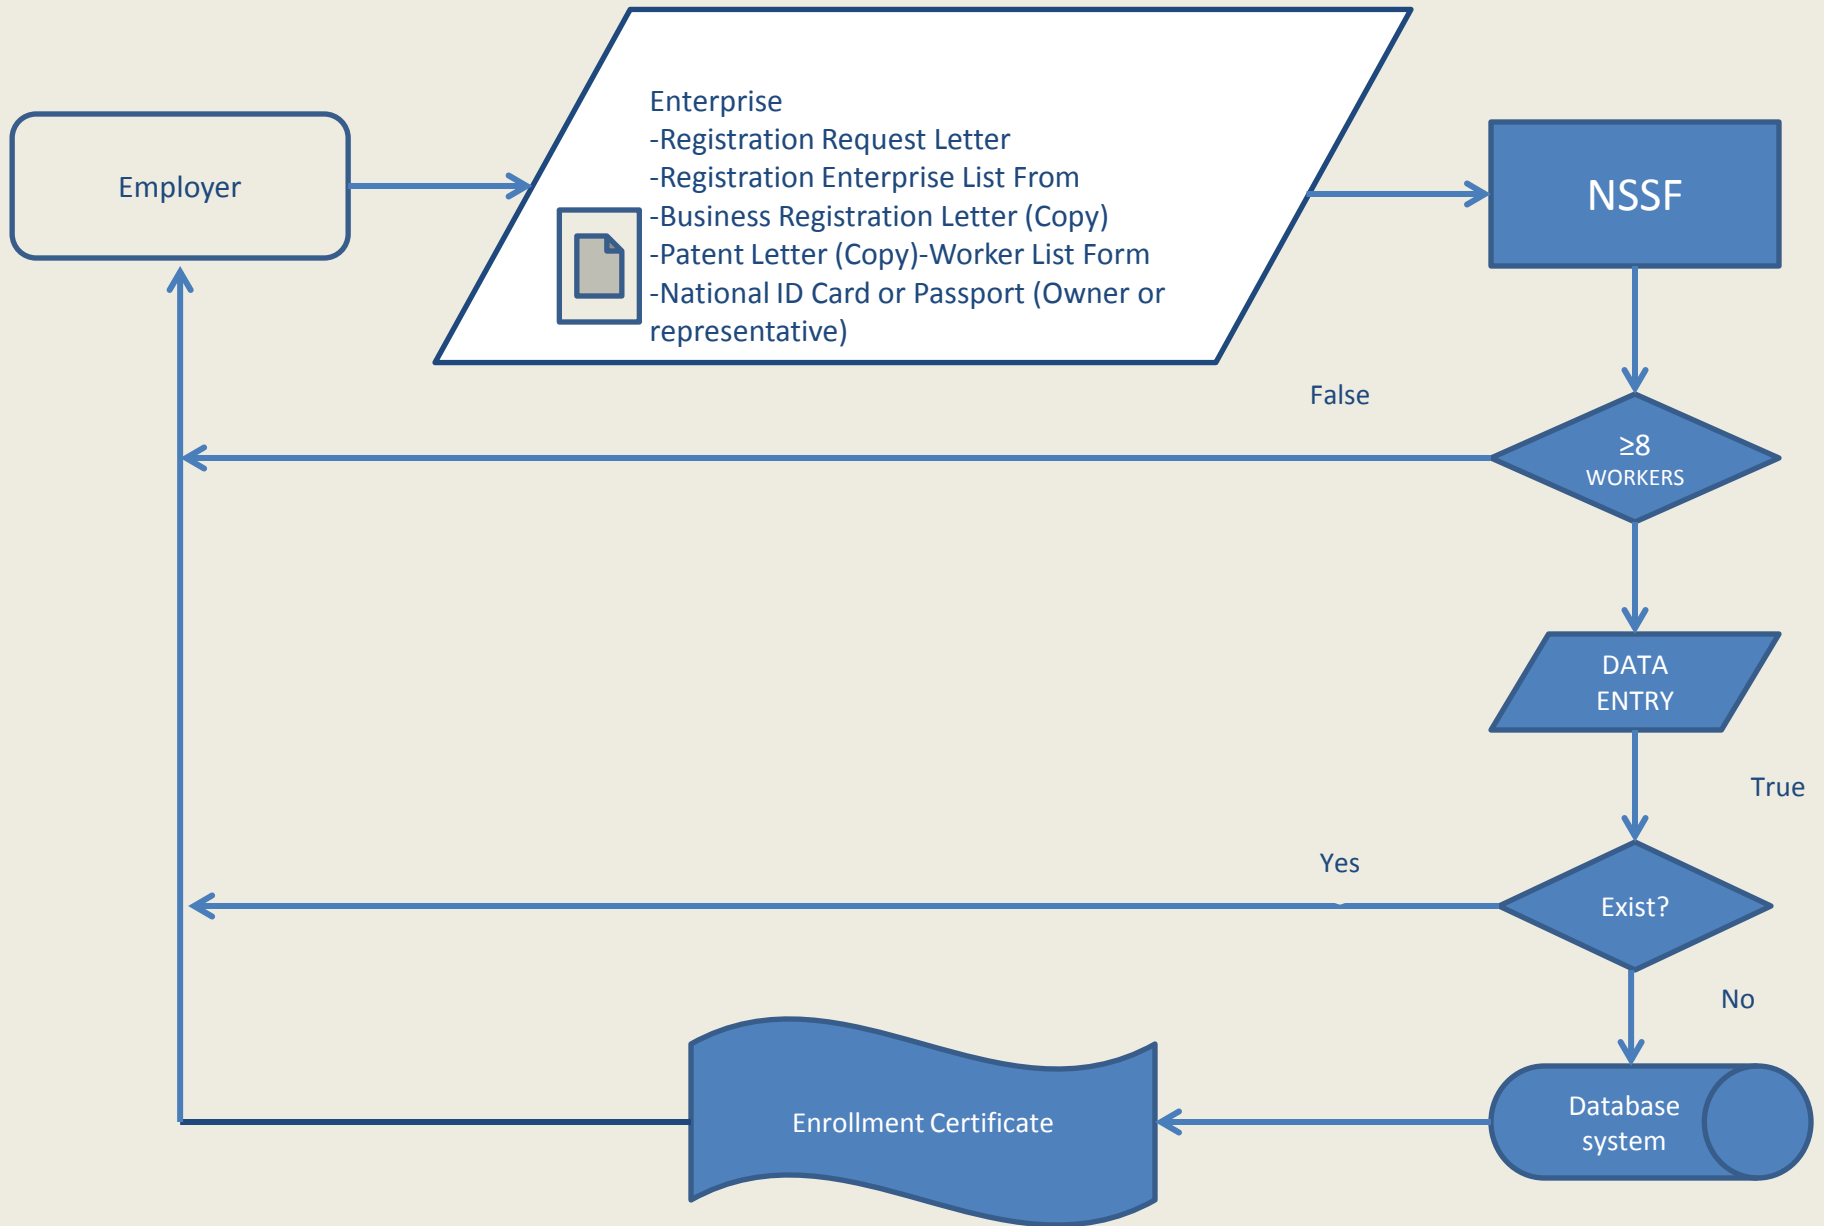 Employer
Enterprise
-Registration Request Letter
-Registration Enterprise List From
-Business Registration Letter (Copy)
-Patent Letter (Copy)-Worker List Form
-National ID Card or Passport (Owner or
representative)
NSSF
False
≥8
WORKERS
DATA
ENTRY
True
Yes
Exist?
No
Enrollment Certificate
Database
system